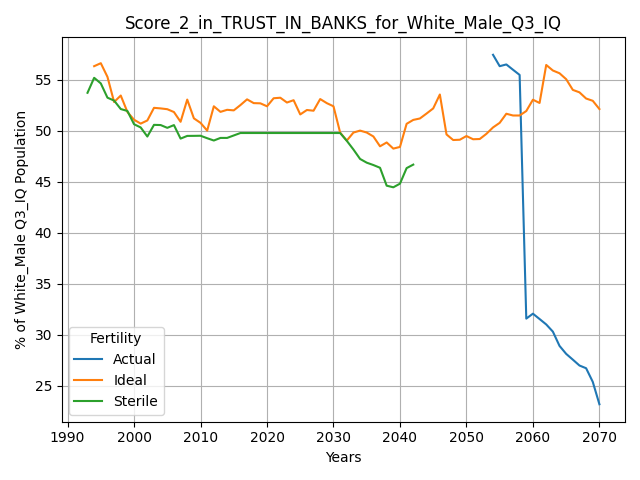 Score_2_in_TRUST_IN_BANKS_for_White_Male_Q3_IQ
% of White_Male Q3_IQ Population
55
50
45
40
35
30
25
Fertility
Actual
Ideal
Sterile
1990 2000 2010 2020 2030 2040 2050 2060 2070
Years